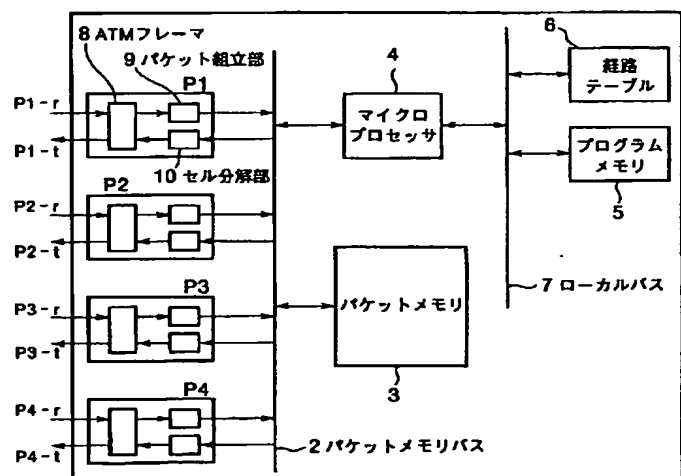 8 ATMフレーマ
9 パケット組立部
P1
P1-r
P1-t
10 セル分解部
P2
P2-r
P2-t
P3
P3-r
P3-t
P4
P4-r
P4-t
2 パケットメモリバス
4
マイクロ
プロセッサ
パケットメモリ
3
6
経路
テーブル
プログラム
メモリ
5
7 ローカルバス